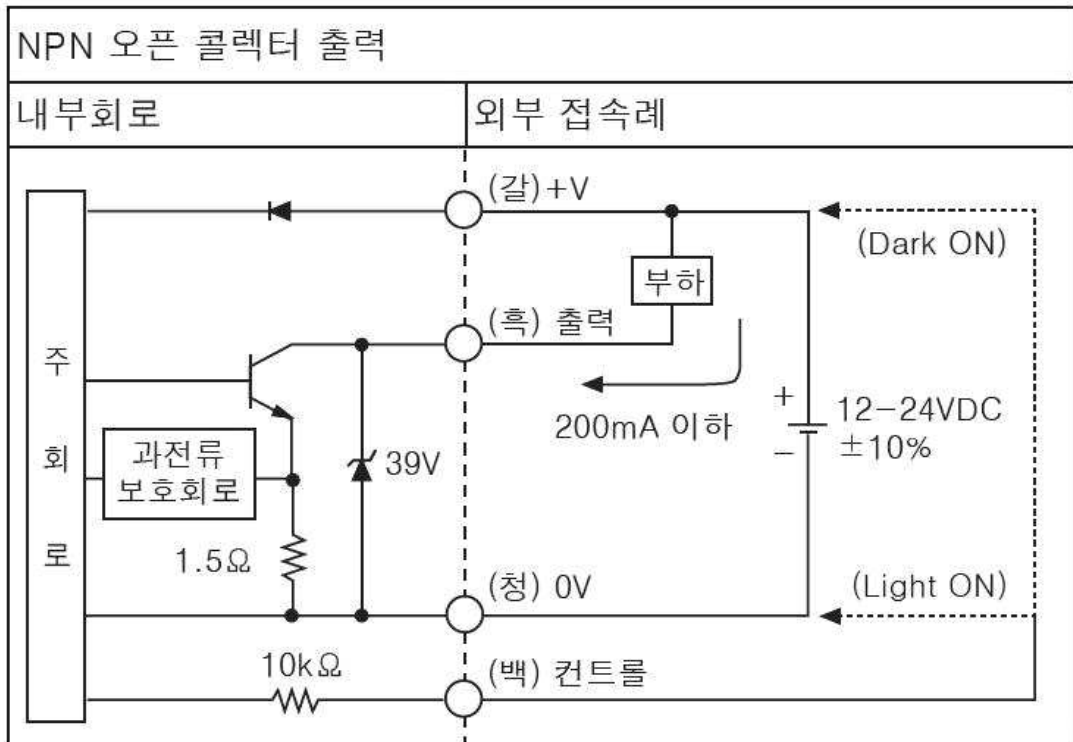 NPN 오픈 콜렉터 출력
내부회로
외부 접속례
(갈)+V
(Dark ON)
부하
(흑) 출력
200mA 이하
+
12-24VDC
−
±10%
주
회
로
과전류
보호회로
39V
1.5Ω
(청) 0V
(Light ON)
10kΩ
(백) 컨트롤